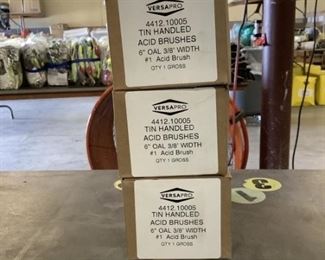 VERSAPRO
4412.10005
TIN HANDLED
ACID BRUSHES
6" OAL 3/8' WIDTH
#1 Acid Brush
QTY 1 GROSS
VERSAPRO
4412.10005
TIN HANDLED
ACID BRUSHES
6" OAL 3/8' WIDTH
#1 Acid Brush
QTY 1 GROSS
VERSAPRO
4412.10005
TIN HANDLED
ACID BRUSHES
6" OAL 3/8' WIDTH
#1 Acid Brush
QTY 1 GROSS